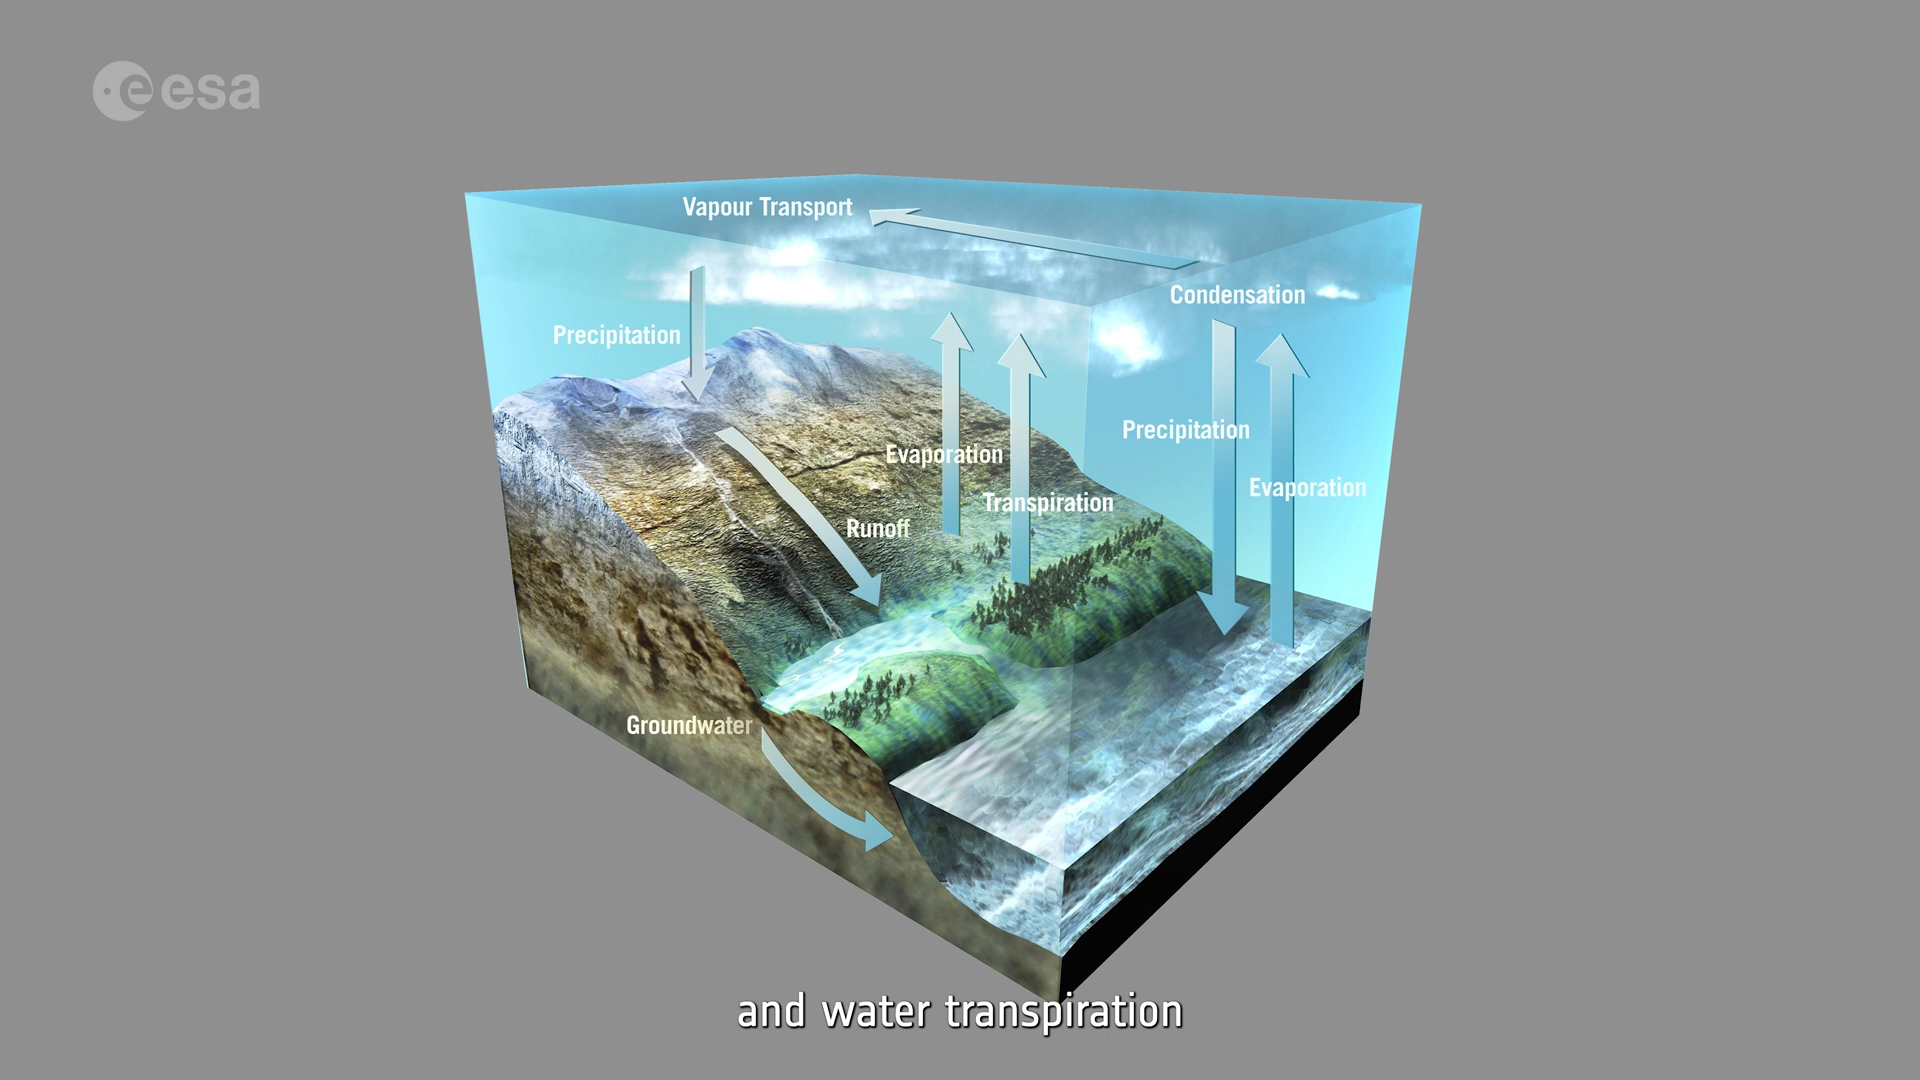 esa
Vapour Transport
Condensation
Precipitation
Precipitation
Evaporation
Evaporation
Transpiration
Runoff
Groundwater
and water transpiration